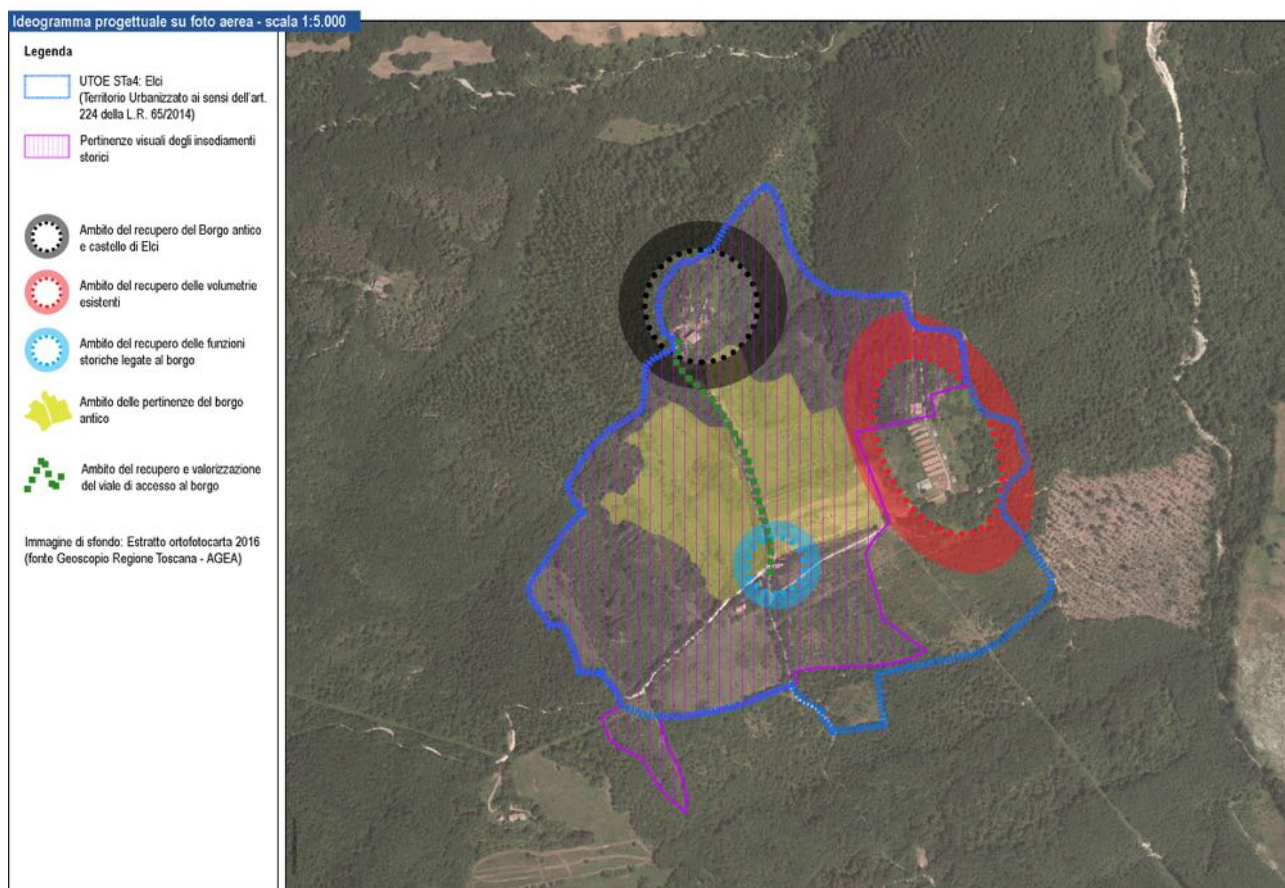 Ideogramma progettuale su foto aerea - scala 1:5.000
Legenda
UTOE STa4: Elci
(Territorio Urbanizzato ai sensi dell'art.
224 della L.R. 65/2014)
Pertinenze visuali degli insediamenti
storici
Ambito del recupero del Borgo antico
e castello di Elci
Ambito del recupero delle volumetrie
esistenti
Ambito del recupero delle funzioni
storiche legate al borgo
Ambito delle pertinenze del borgo
antico
Ambito del recupero e valorizzazione
del viale di accesso al borgo
Immagine di sfondo: Estratto ortofotocarta 2016
(fonte Geoscopio Regione Toscana - AGEA)